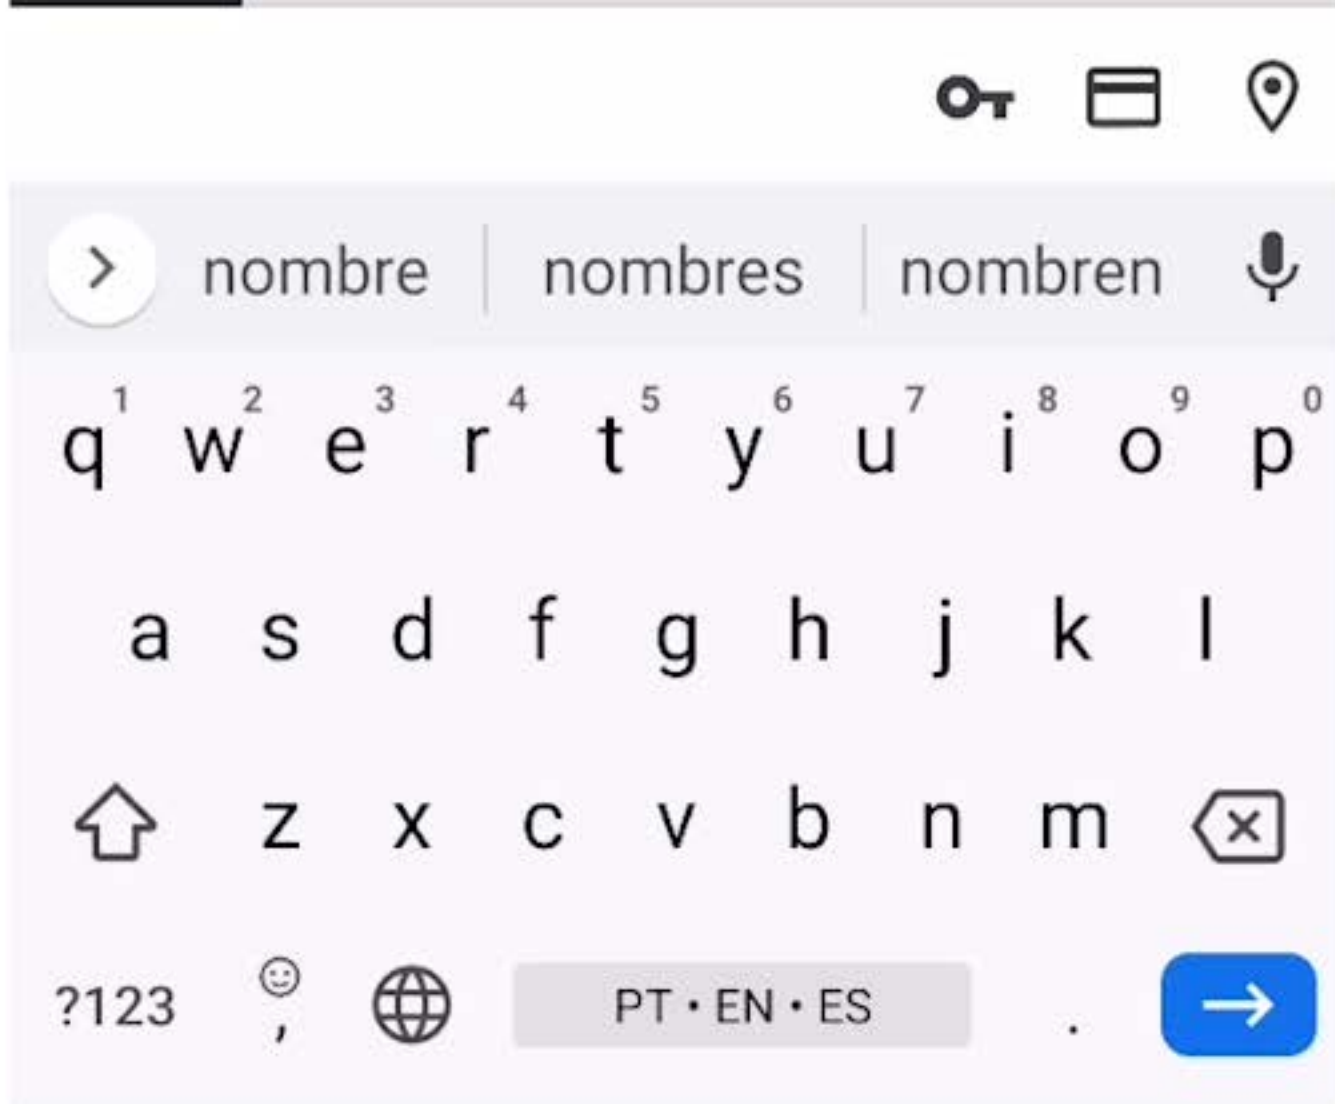 nombre nombres nombren
1 2 3 4 5 6 7 8 9 0
q w e r t y u i o p
a s d f g h j k l
z x c v b n m
?123 , PT • EN • ES .